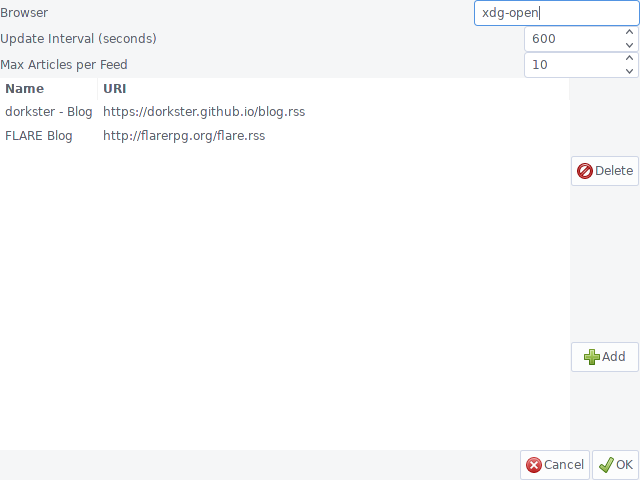 Browser xdg-open
Update Interval (seconds) 600
Max Articles per Feed 10
Name URI
dorkster - Blog https://dorkster.github.io/blog.rss
FLARE Blog http://flarerpg.org/flare.rss
Delete
Add
Cancel OK